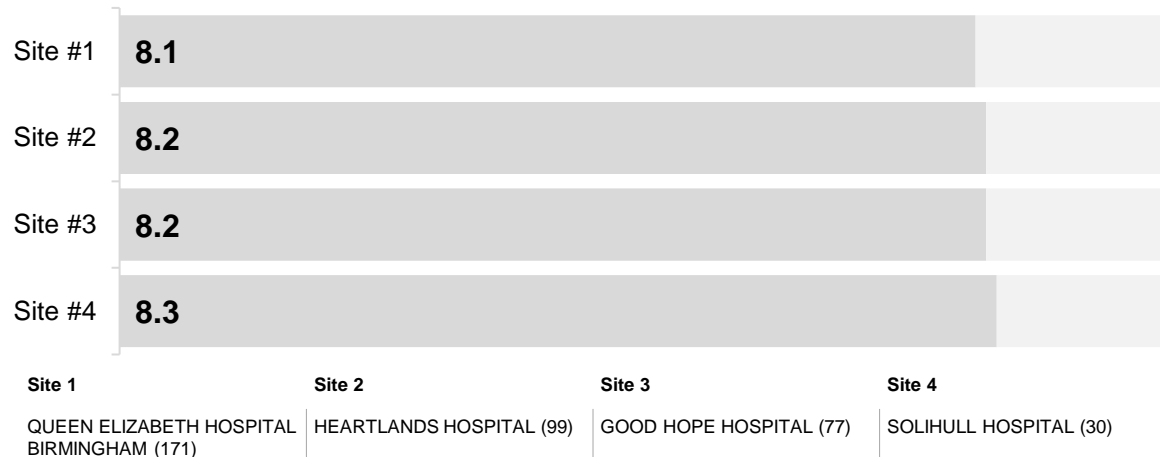 Site #1 8.1
Site #2 8.2
Site #3 8.2
Site #4 8.3
Site 1 Site 2 Site 3 Site 4
QUEEN ELIZABETH HOSPITAL HEARTLANDS HOSPITAL (99) GOOD HOPE HOSPITAL (77) SOLIHULL HOSPITAL (30)
BIRMINGHAM (171)